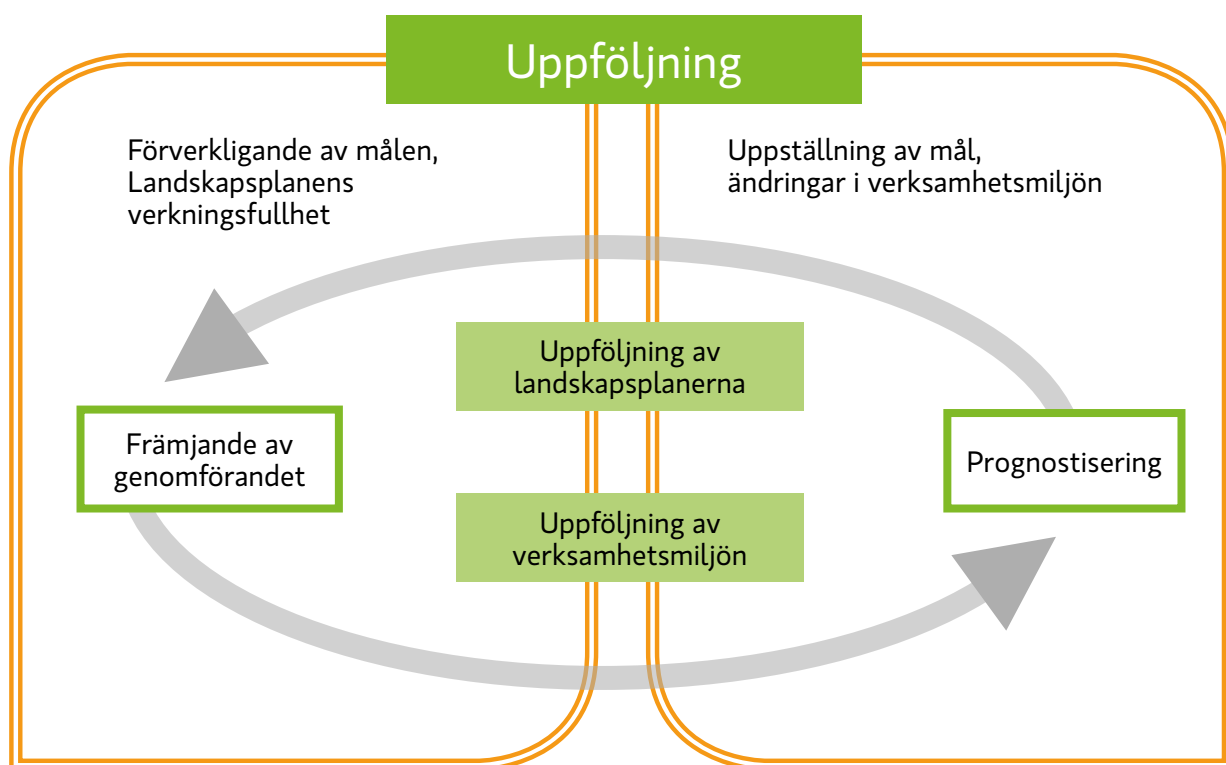 Uppföljning
Förverkligande av målen,
Landskapsplanens
verkningsfullhet
Uppställning av mål,
ändringar i verksamhetsmiljön
Uppföljning av
landskapsplanerna
Främjande av
genomförandet
Prognostisering
Uppföljning av
verksamhetsmiljön